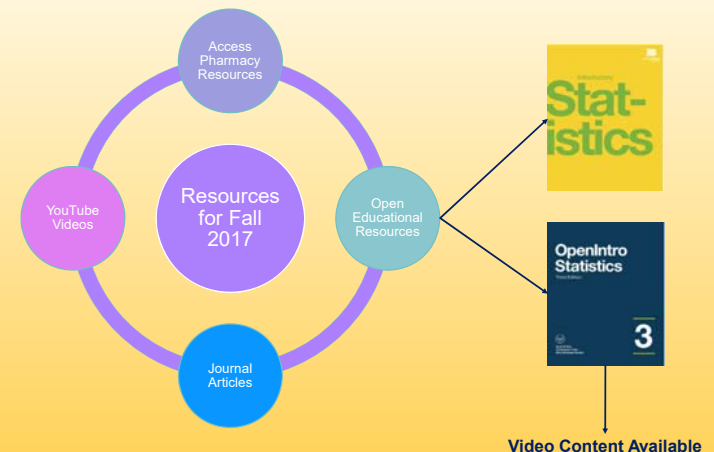 Access
Pharmacy
Resources
YouTube
Videos
Resources
for Fall
2017
Open
Educational
Resources
Journal
Articles
Introductory
Stat-
istics
OpenIntro
Statistics
Third Edition
3
Video Content Available